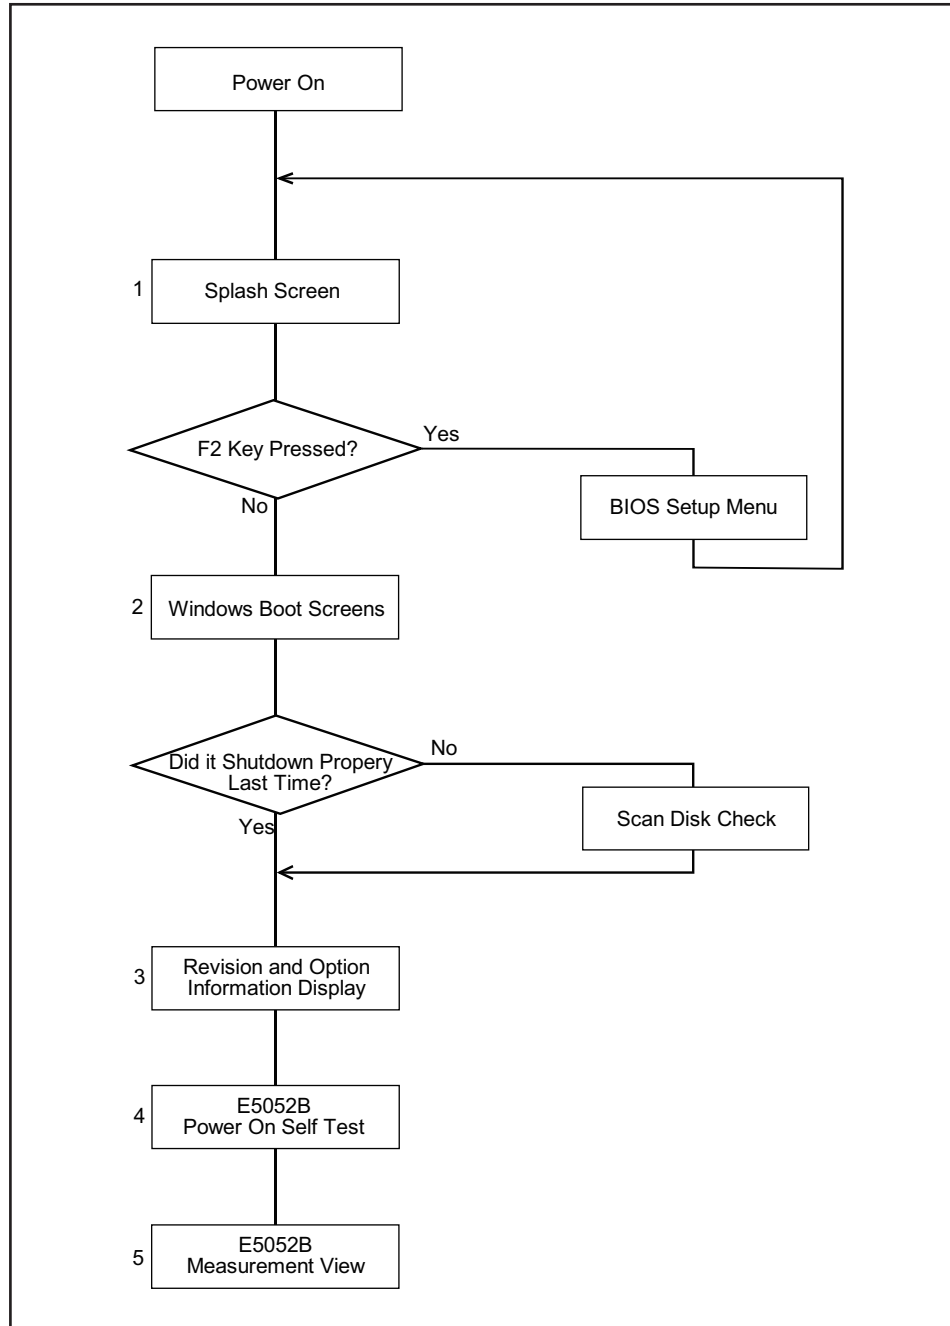 Power On
1
Splash Screen
F2 Key Pressed?
Yes
No
BIOS Setup Menu
2
Windows Boot Screens
Did it Shutdown Propery
Last Time?
No
Yes
Scan Disk Check
3
Revision and Option
Information Display
4
E5052B
Power On Self Test
5
E5052B
Measurement View